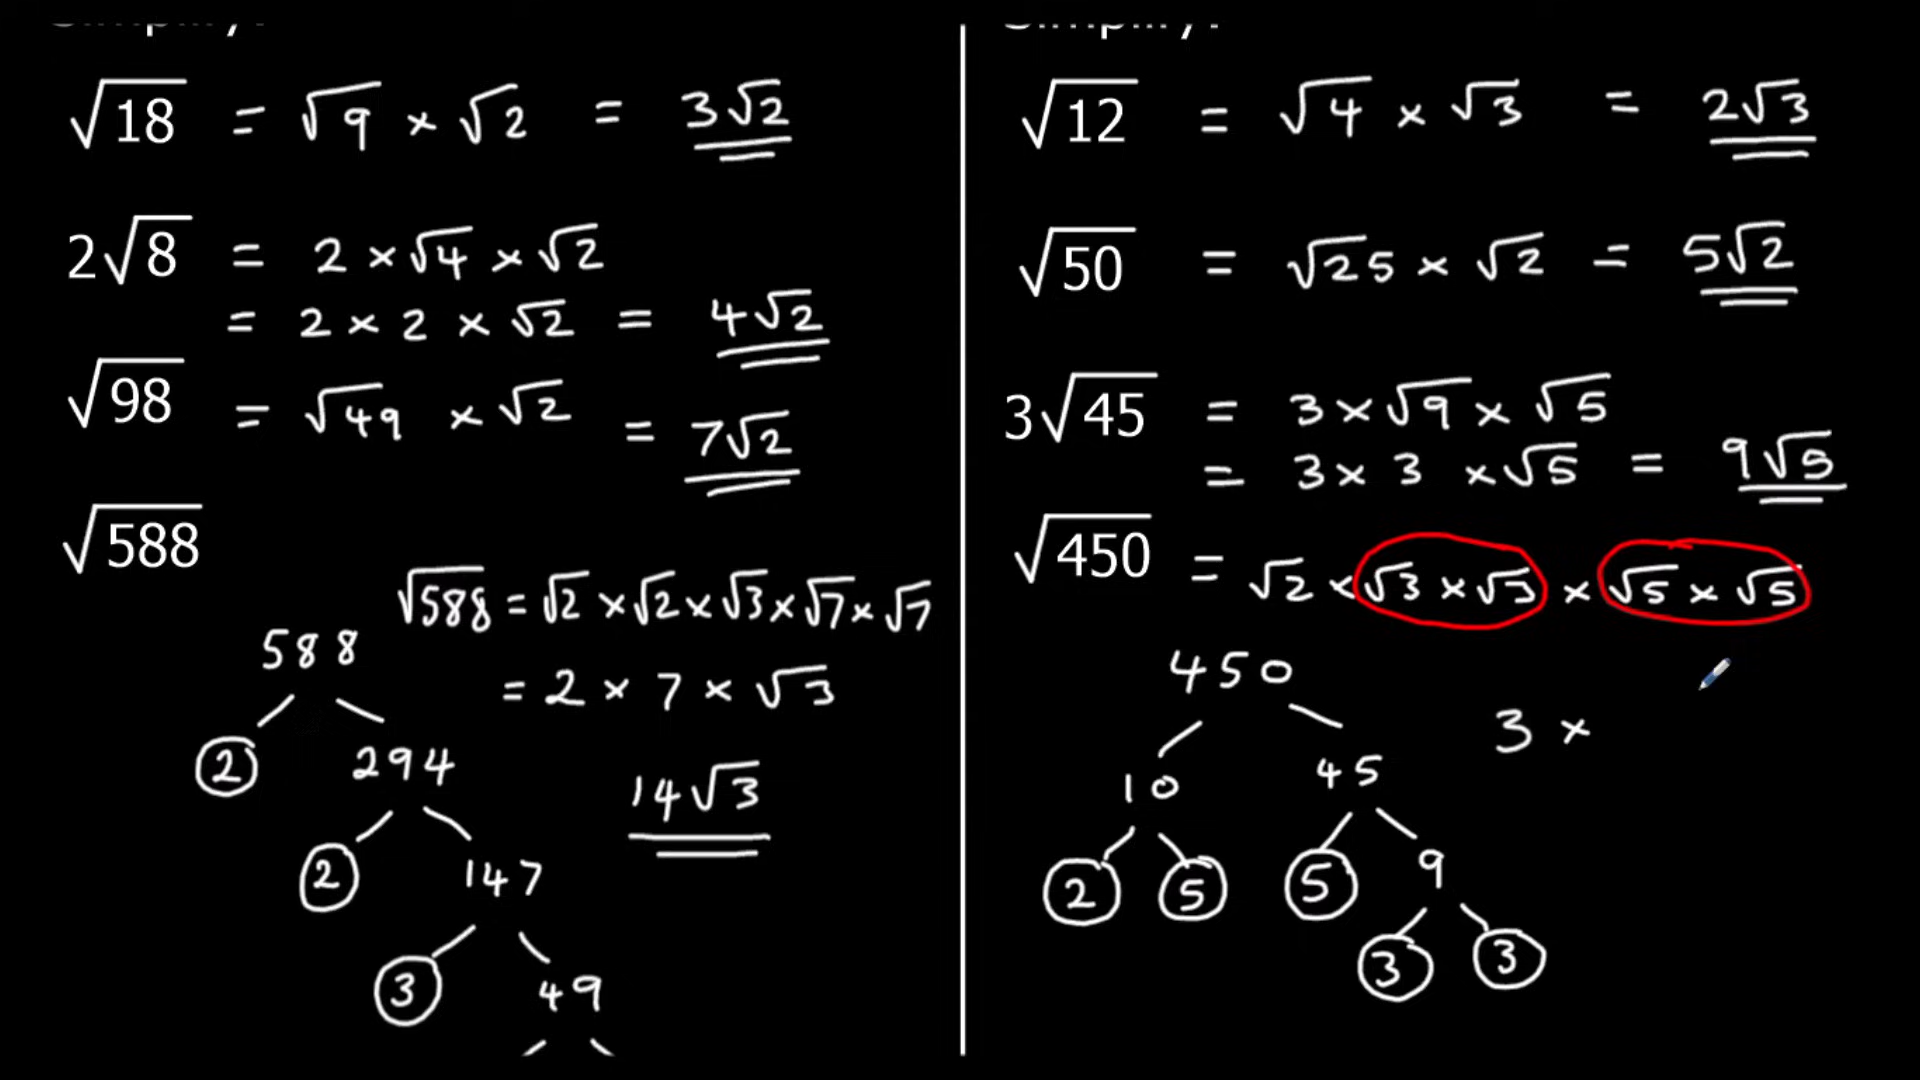 Simplify:
√18 = √9 × √2 = 3√2
2√8 = 2 × √4 × √2
= 2 × 2 × √2 = 4√2
√98 = √49 × √2 = 7√2
√588
√588 = √2 × √2 × √3 × √7 × √7
= 2 × 7 × √3
14√3
588
2 294
2 147
3 49
Simplify:
√12 = √4 × √3 = 2√3
√50 = √25 × √2 = 5√2
3√45 = 3 × √9 × √5
= 3 × 3 × √5 = 9√5
√450 = √2 × √3 × √3 × √5 × √5
450
3 ×
10 45
2 5 5 9
3 3